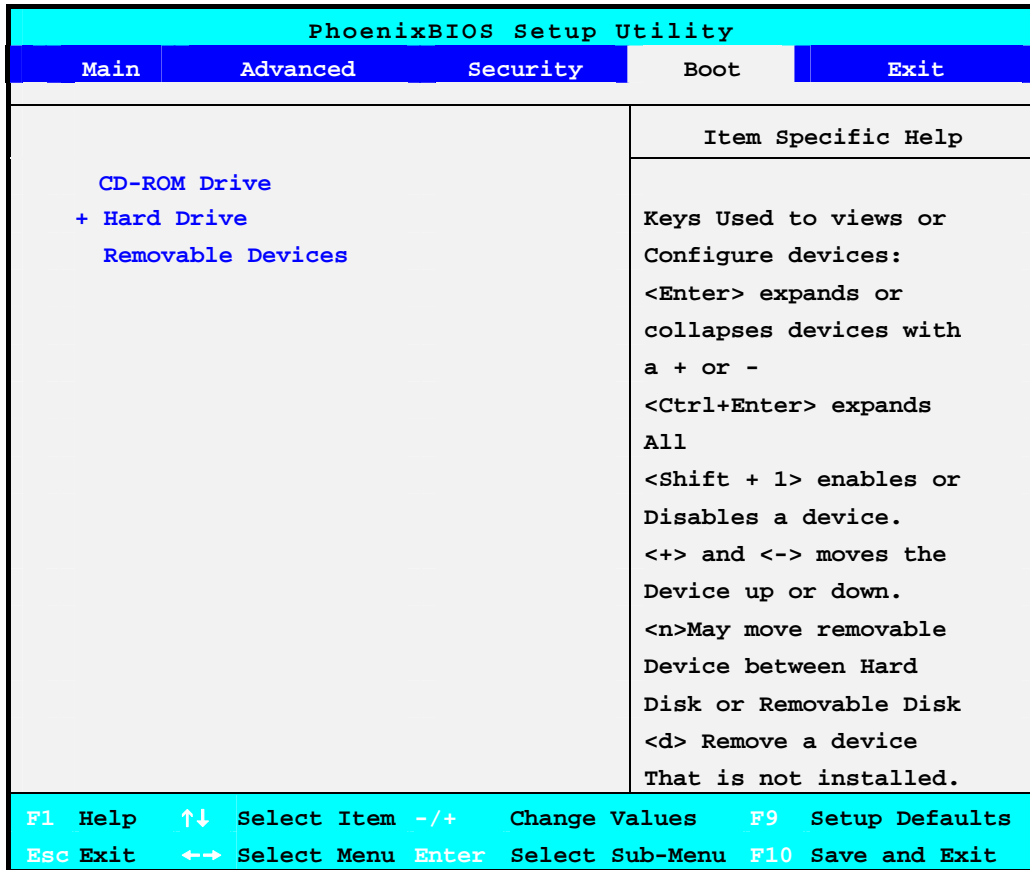 PhoenixBIOS Setup Utility
Main Advanced Security Boot Exit
Item Specific Help
CD-ROM Drive
+ Hard Drive
Removable Devices
Keys Used to views or
Configure devices:
<Enter> expands or
collapses devices with
a + or -
<Ctrl+Enter> expands
All
<Shift + 1> enables or
Disables a device.
<+> and <-> moves the
Device up or down.
<n>May move removable
Device between Hard
Disk or Removable Disk
<d> Remove a device
That is not installed.
F1 Help ↑↓ Select Item -/+ Change Values F9 Setup Defaults
Esc Exit ←→ Select Menu Enter Select Sub-Menu F10 Save and Exit